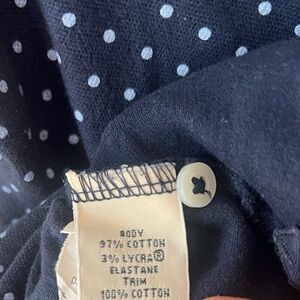 BODY
97% COTTON
3% LYCRA®
ELASTANE
TRIM
100% COTTON